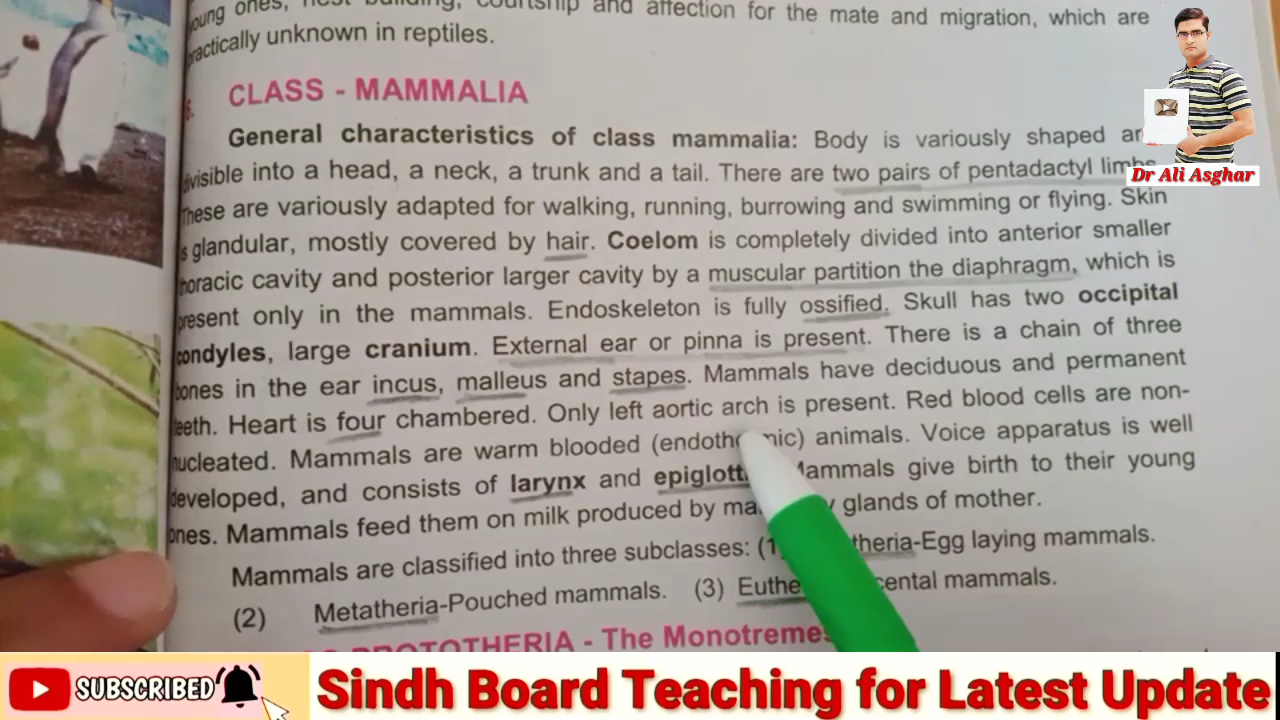 young ones, nest building, courtship and affection for the mate and migration, which are
practically unknown in reptiles.
6. CLASS - MAMMALIA
General characteristics of class mammalia: Body is variously shaped an
divisible into a head, a neck, a trunk and a tail. There are two pairs of pentadactyl limbs.
These are variously adapted for walking, running, burrowing and swimming or flying. Skin
is glandular, mostly covered by hair. Coelom is completely divided into anterior smaller
thoracic cavity and posterior larger cavity by a muscular partition the diaphragm, which is
present only in the mammals. Endoskeleton is fully ossified. Skull has two occipital
condyles, large cranium. External ear or pinna is present. There is a chain of three
bones in the ear incus, malleus and stapes. Mammals have deciduous and permanent
teeth. Heart is four chambered. Only left aortic arch is present. Red blood cells are non-
nucleated. Mammals are warm blooded (endothermic) animals. Voice apparatus is well
developed, and consists of larynx and epiglottis. Mammals give birth to their young
ones. Mammals feed them on milk produced by mammary glands of mother.
Mammals are classified into three subclasses: (1) theria-Egg laying mammals.
(2) Metatheria-Pouched mammals. (3) Eutheria cental mammals.
PROTOTHERIA - The Monotremes
Dr Ali Asghar
SUBSCRIBED
Sindh Board Teaching for Latest Update